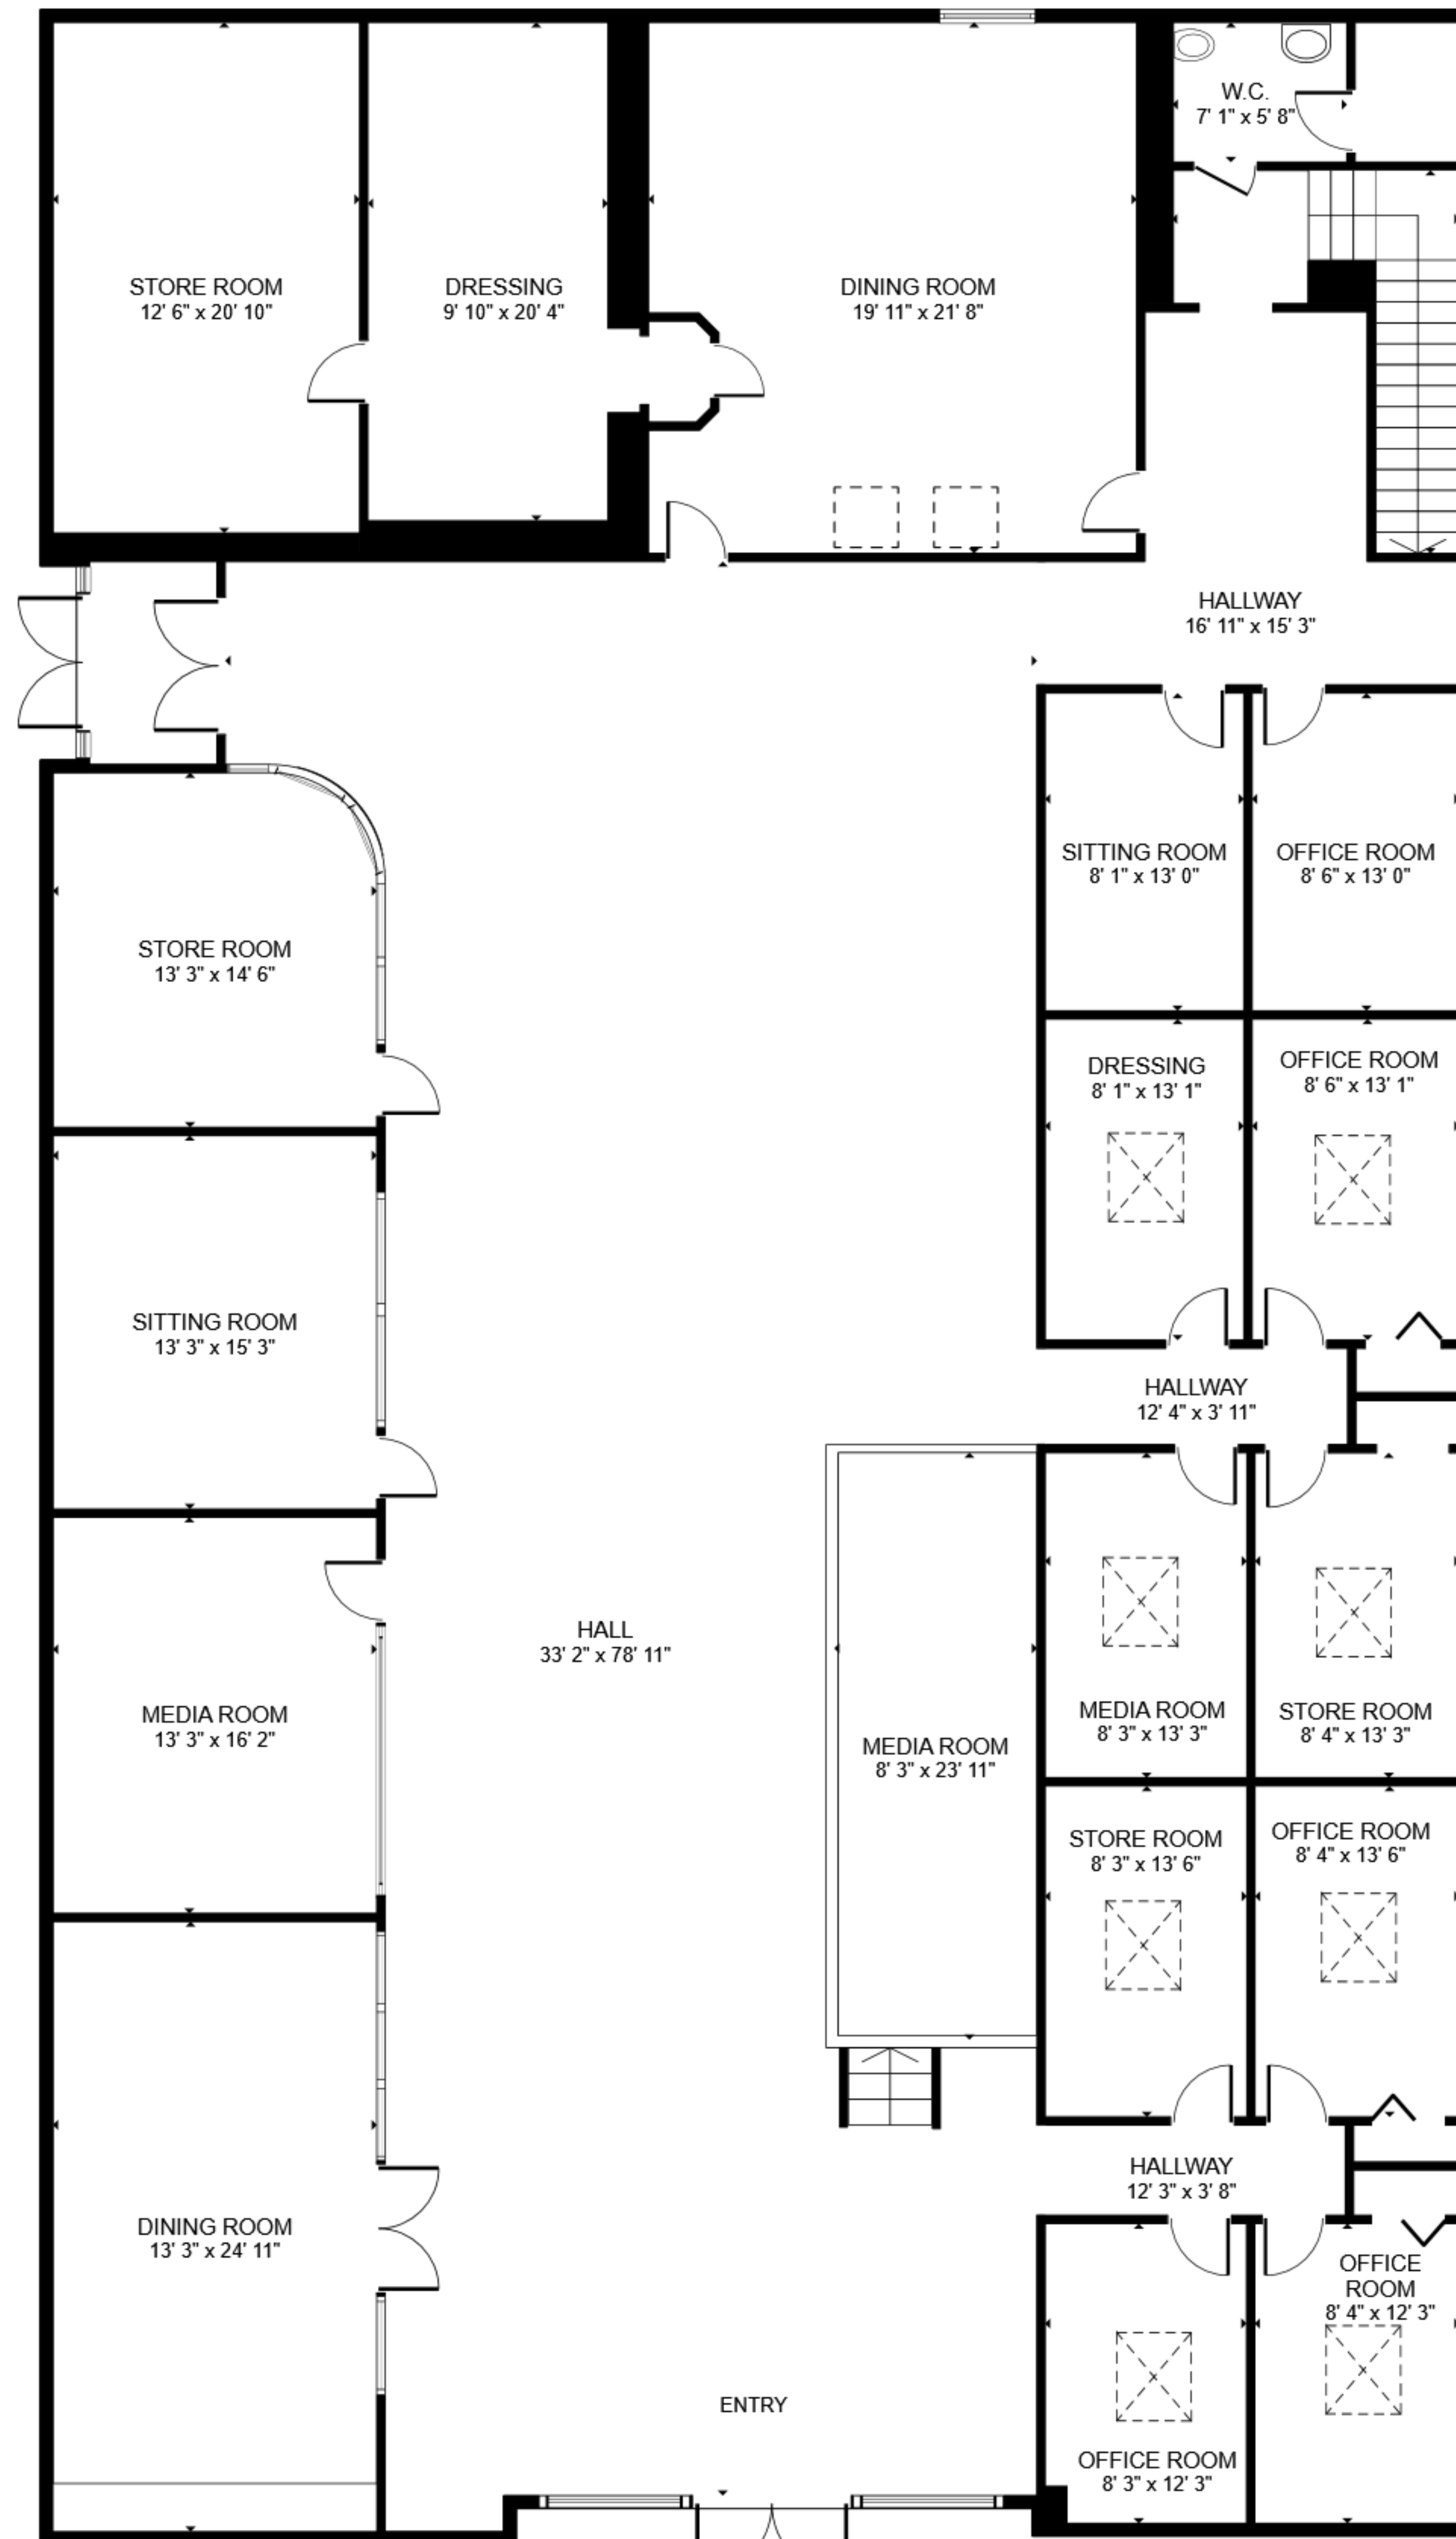 W.C.
7' 1" x 5' 8"
STORE ROOM
12' 6" x 20' 10"
DRESSING
9' 10" x 20' 4"
DINING ROOM
19' 11" x 21' 8"
HALLWAY
16' 11" x 15' 3"
SITTING ROOM
8' 1" x 13' 0"
OFFICE ROOM
8' 6" x 13' 0"
STORE ROOM
13' 3" x 14' 6"
DRESSING
8' 1" x 13' 1"
OFFICE ROOM
8' 6" x 13' 1"
SITTING ROOM
13' 3" x 15' 3"
HALLWAY
12' 4" x 3' 11"
HALL
33' 2" x 78' 11"
MEDIA ROOM
13' 3" x 16' 2"
MEDIA ROOM
8' 3" x 23' 11"
MEDIA ROOM
8' 3" x 13' 3"
STORE ROOM
8' 4" x 13' 3"
STORE ROOM
8' 3" x 13' 6"
OFFICE ROOM
8' 4" x 13' 6"
HALLWAY
12' 3" x 3' 8"
DINING ROOM
13' 3" x 24' 11"
OFFICE
ROOM
8' 4" x 12' 3"
ENTRY
OFFICE ROOM
8' 3" x 12' 3"